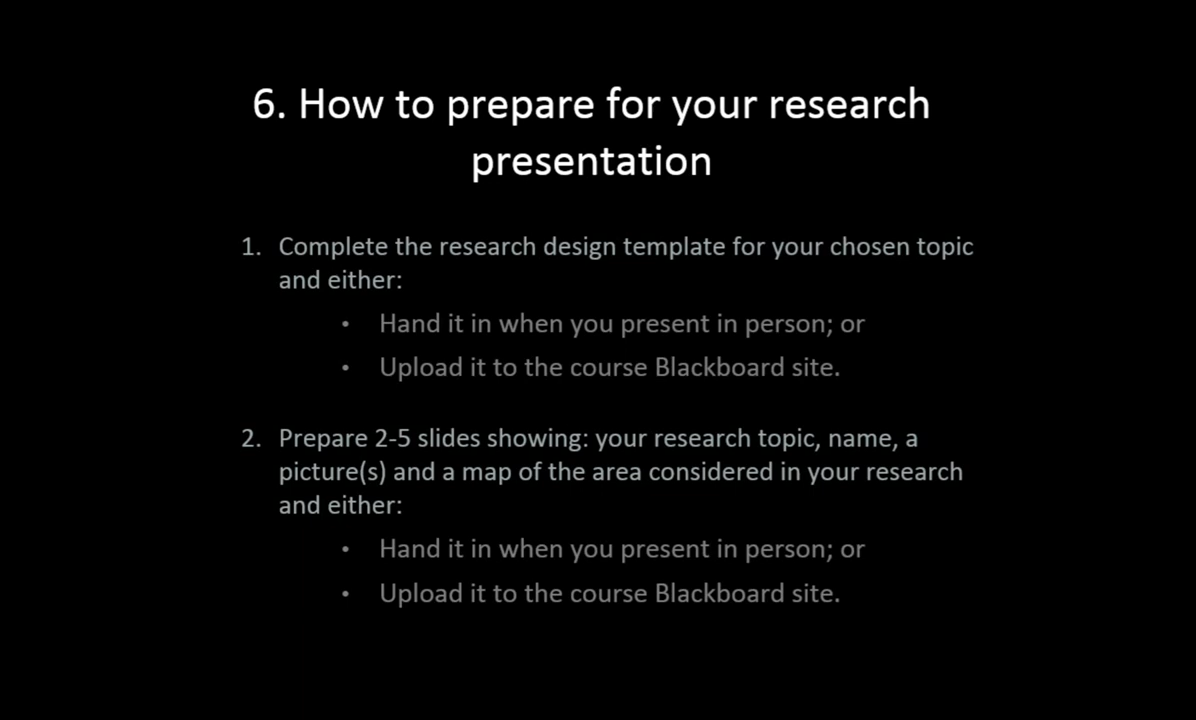 6. How to prepare for your research
presentation
1. Complete the research design template for your chosen topic
and either:
• Hand it in when you present in person; or
• Upload it to the course Blackboard site.
2. Prepare 2-5 slides showing: your research topic, name, a
picture(s) and a map of the area considered in your research
and either:
• Hand it in when you present in person; or
• Upload it to the course Blackboard site.